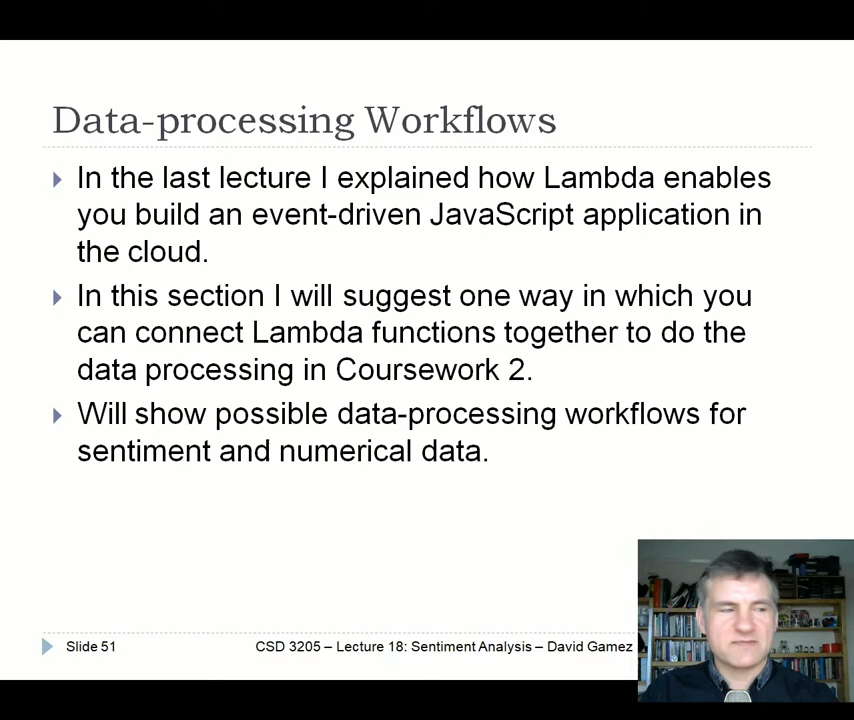 Data-processing Workflows
In the last lecture I explained how Lambda enables
you build an event-driven JavaScript application in
the cloud.
In this section I will suggest one way in which you
can connect Lambda functions together to do the
data processing in Coursework 2.
Will show possible data-processing workflows for
sentiment and numerical data.
Slide 51
CSD 3205 – Lecture 18: Sentiment Analysis – David Gamez